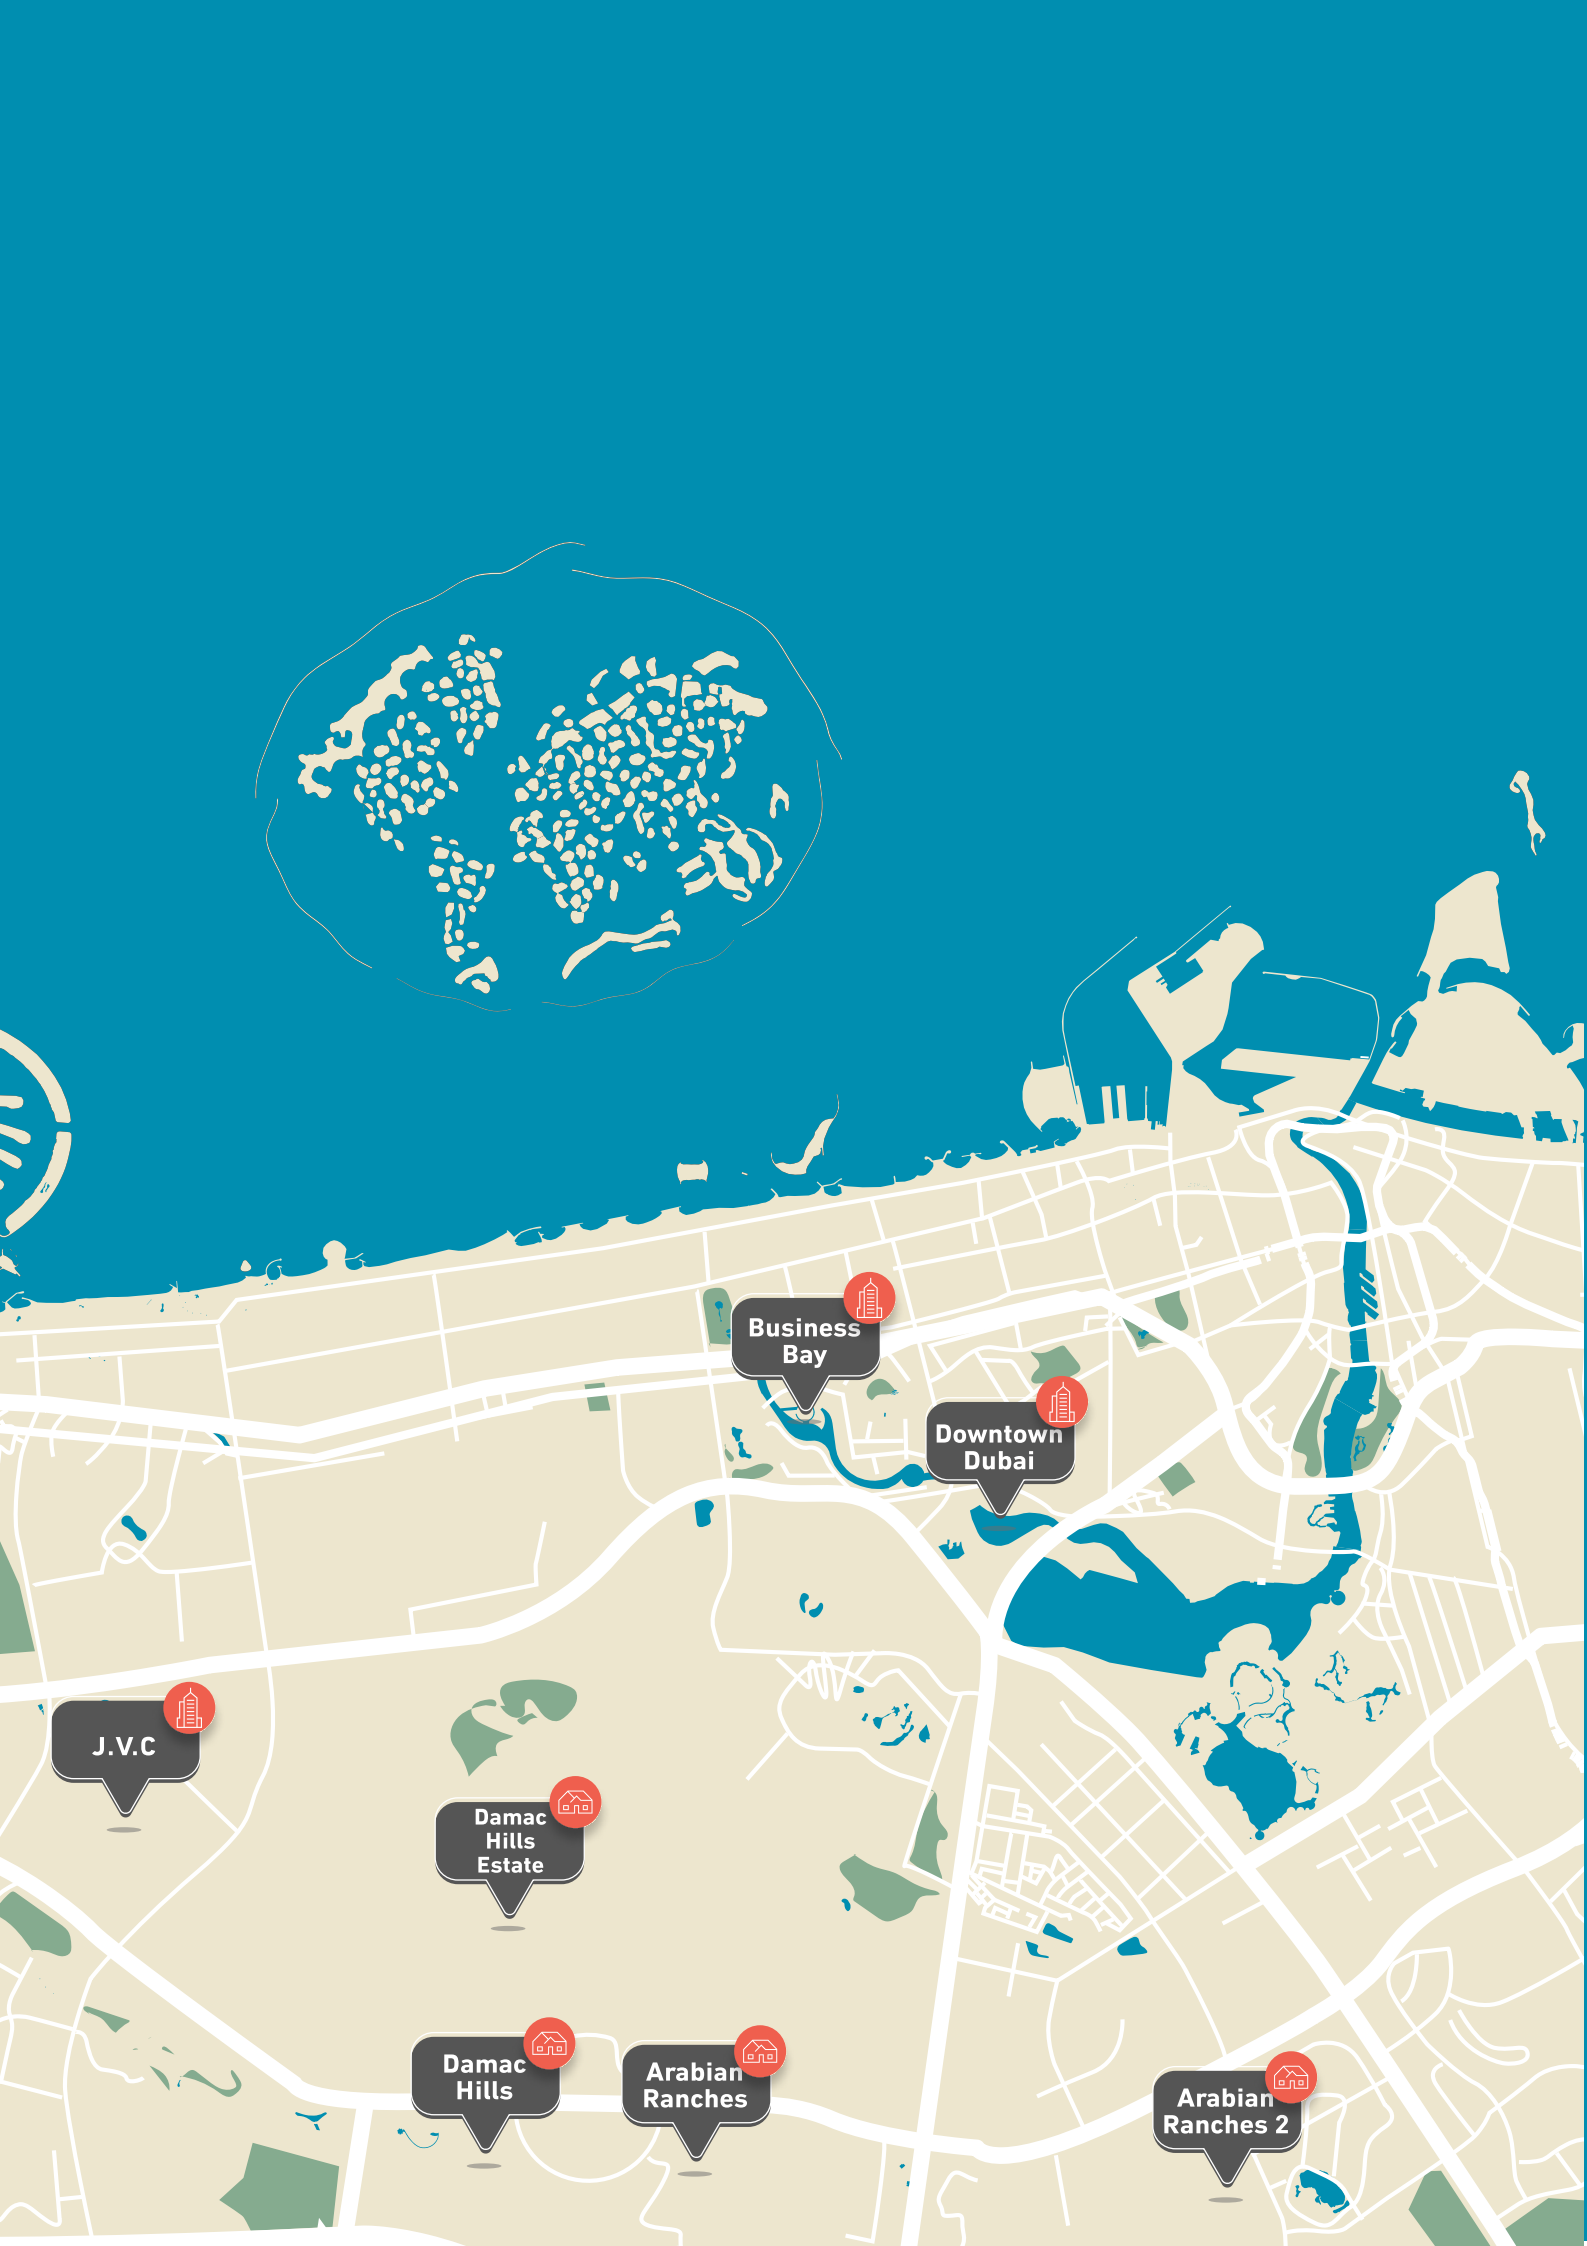 Business
Bay
Downtown
Dubai
J.V.C
Damac
Hills
Estate
Damac
Hills
Arabian
Ranches
Arabian
Ranches 2